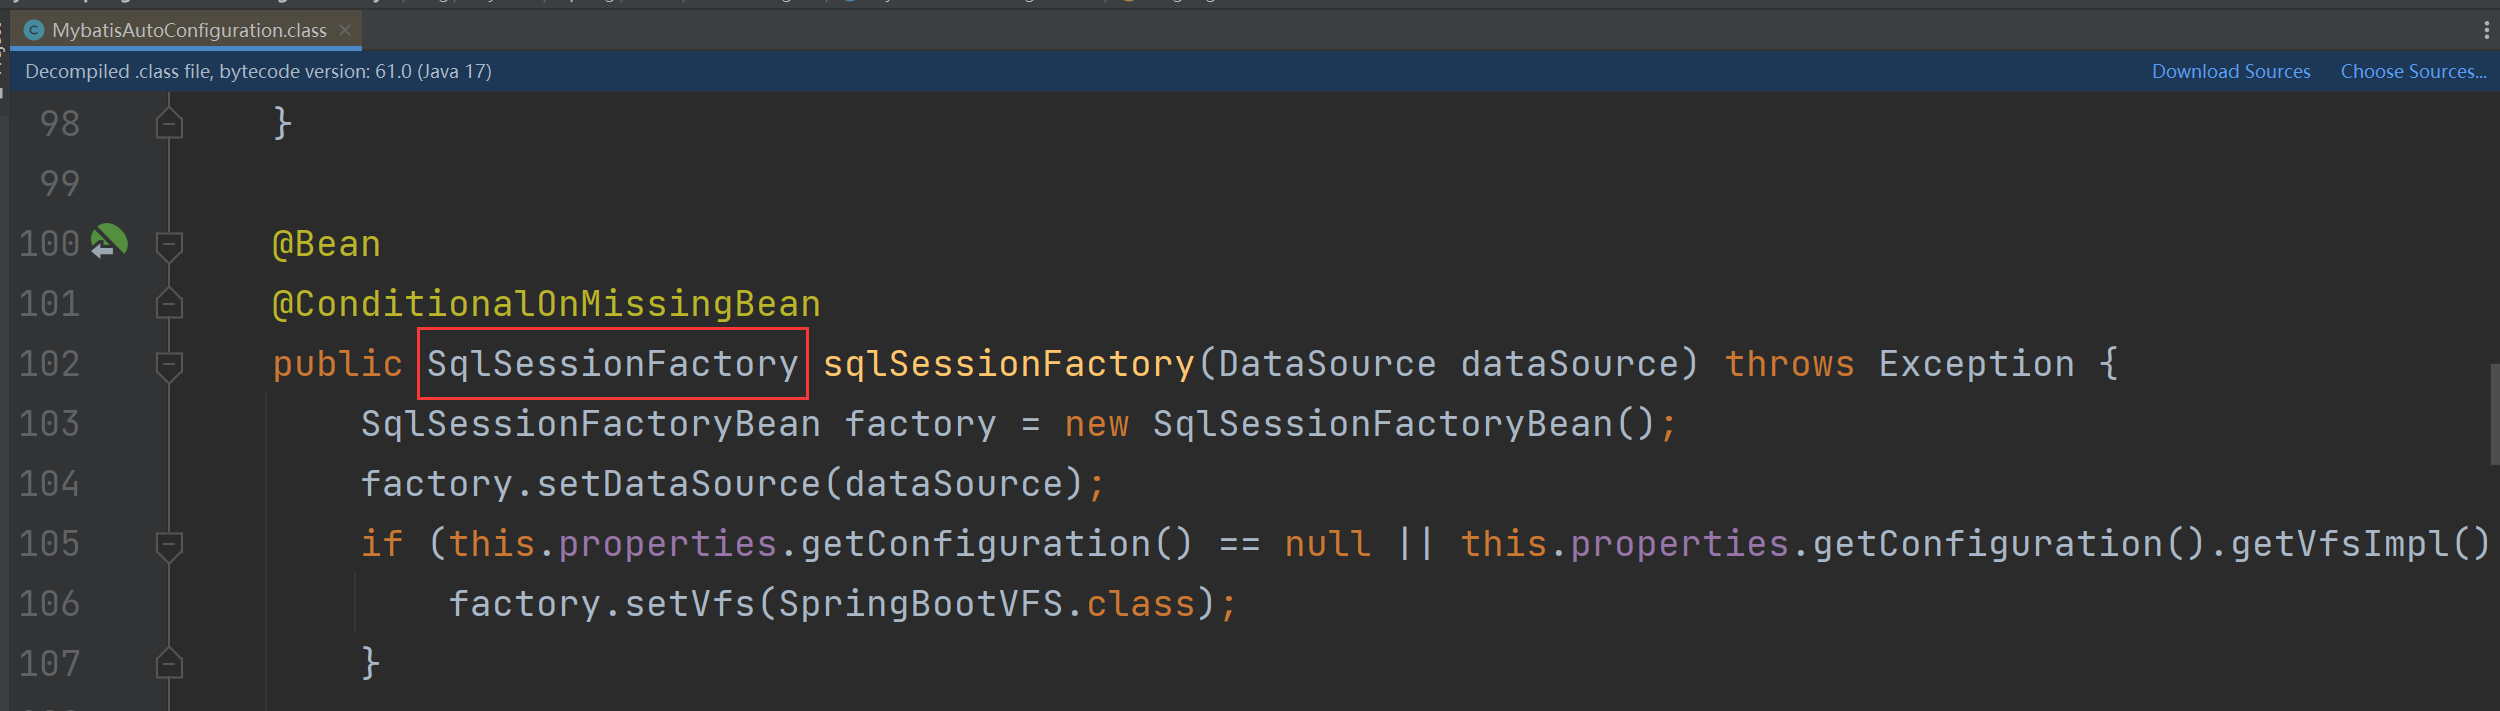 MybatisAutoConfiguration.class
Decompiled .class file, bytecode version: 61.0 (Java 17) Download Sources Choose Sources...
98 }
99
100 @Bean
101 @ConditionalOnMissingBean
102 public SqlSessionFactory sqlSessionFactory(DataSource dataSource) throws Exception {
103 SqlSessionFactoryBean factory = new SqlSessionFactoryBean();
104 factory.setDataSource(dataSource);
105 if (this.properties.getConfiguration() == null || this.properties.getConfiguration().getVfsImpl()
106 factory.setVfs(SpringBootVFS.class);
107 }